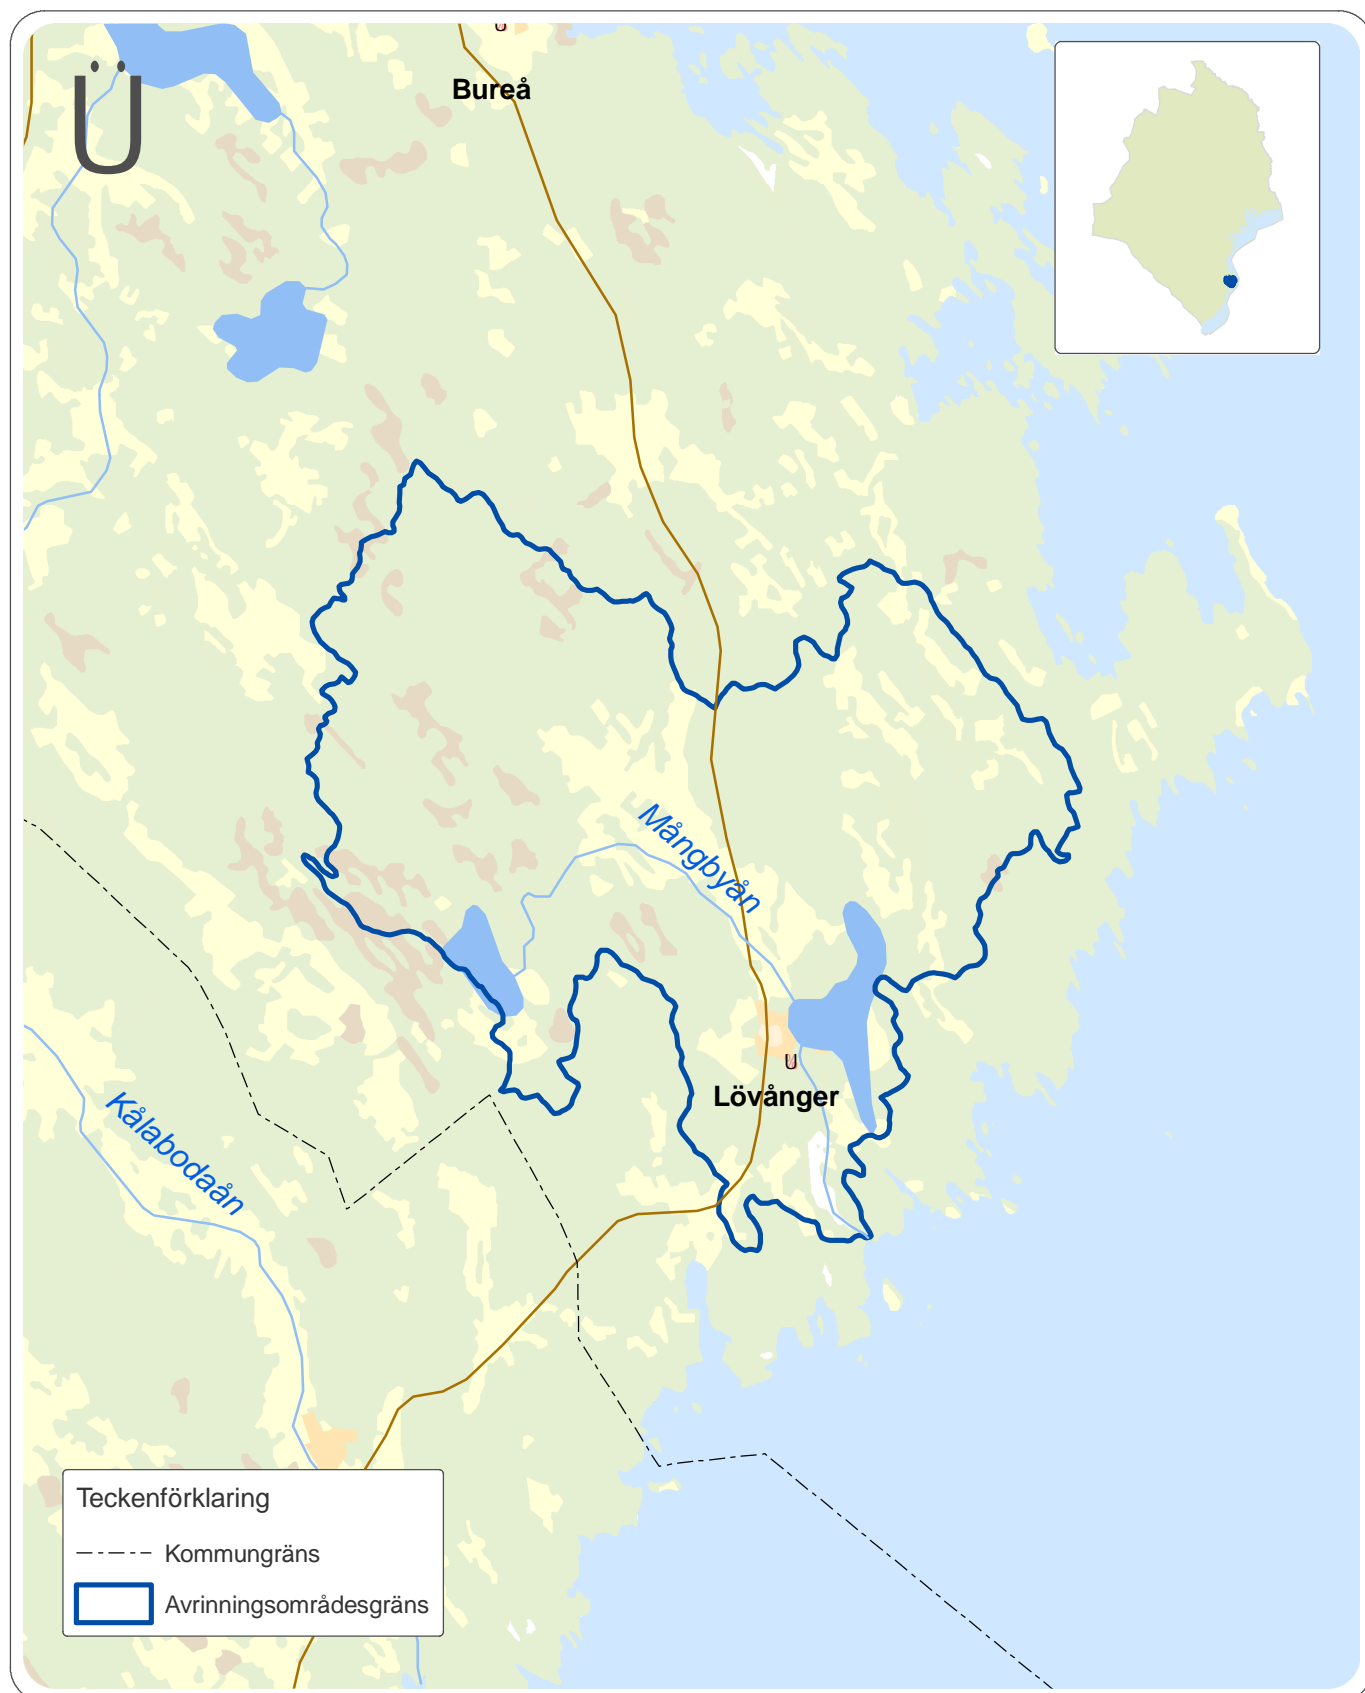 Ü
Bureå
Mångbyån
Lövånger
Kålabodaån
Teckenförklaring
Kommungräns
Avrinningsområdesgräns